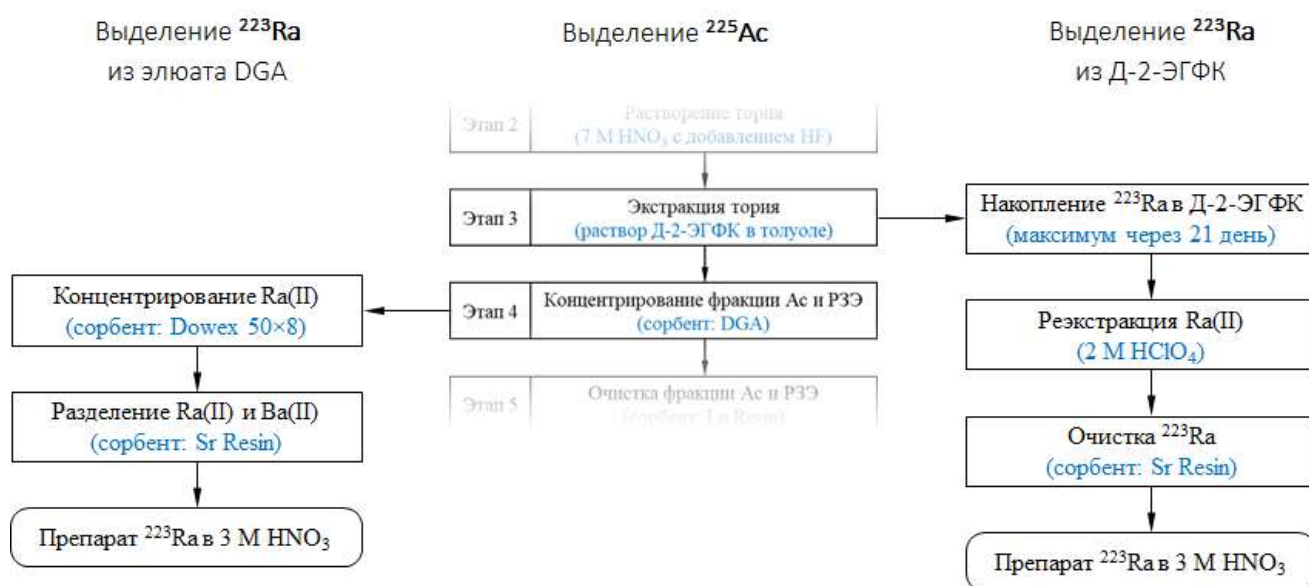 Выделение ²²³Ra
из элюата DGA
Выделение ²²⁵Ac
Выделение ²²³Ra
из Д-2-ЭГФК
Этап 2
Растворение тория
(7 М HNO₃ с добавлением HF)
Этап 3
Экстракция тория
(раствор Д-2-ЭГФК в толуоле)
Накопление ²²³Ra в Д-2-ЭГФК
(максимум через 21 день)
Концентрирование Ra(II)
(сорбент: Dowex 50×8)
Этап 4
Концентрирование фракции Ac и РЗЭ
(сорбент: DGA)
Реэкстракция Ra(II)
(2 М HClO₄)
Разделение Ra(II) и Ba(II)
(сорбент: Sr Resin)
Этап 5
Очистка фракции Ac и РЗЭ
(сорбент: Ln Resin)
Очистка ²²³Ra
(сорбент: Sr Resin)
Препарат ²²³Ra в 3 М HNO₃
Препарат ²²³Ra в 3 М HNO₃